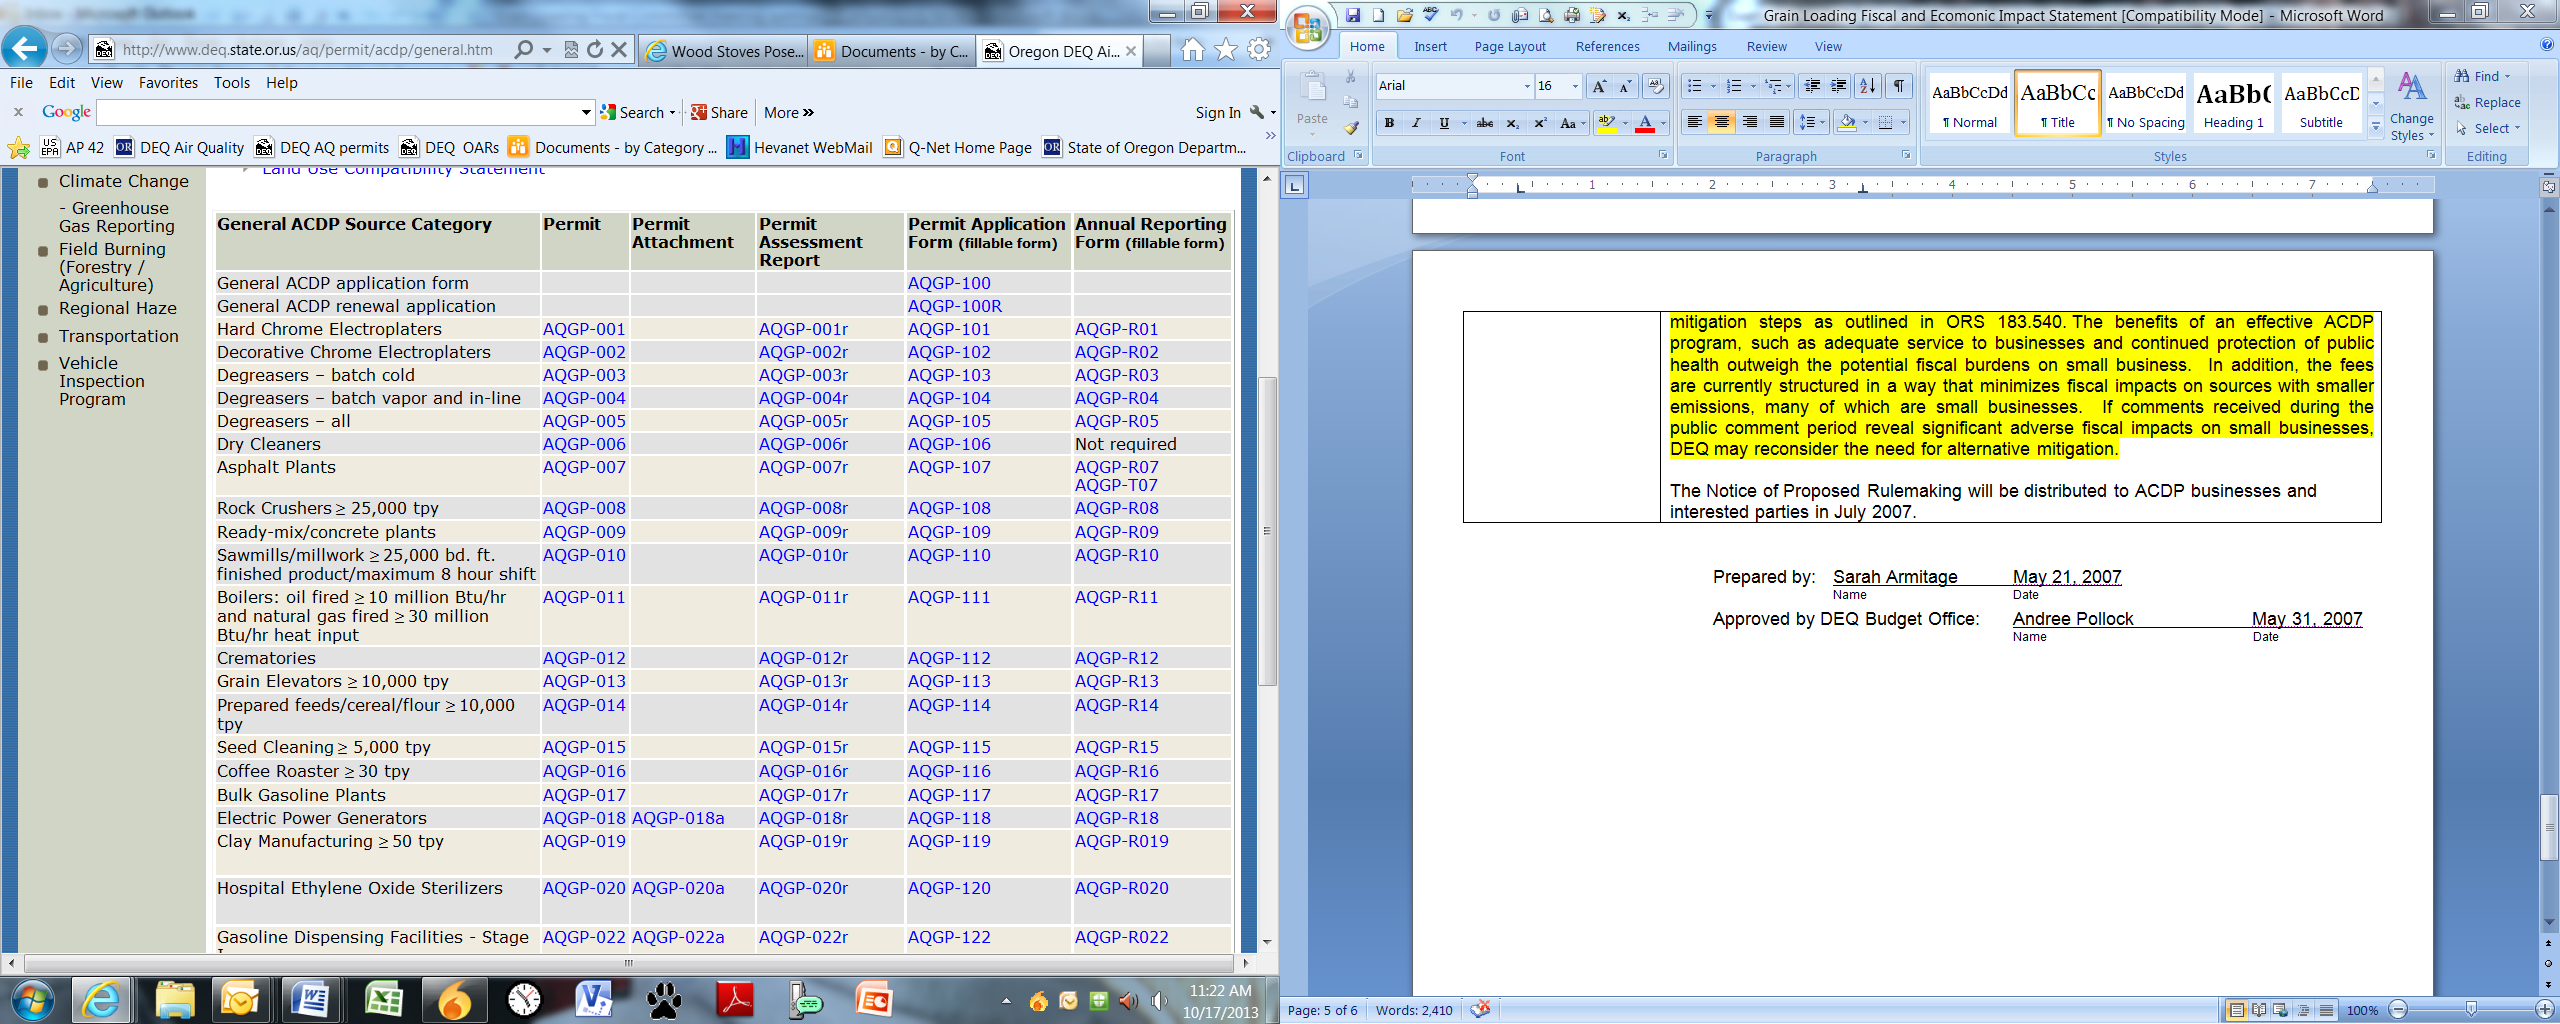 http://www.deq.state.or.us/aq/permit/acdp/general.htm
Wood Stoves Pose...
Documents - by C...
Oregon DEQ Ai...
File Edit View Favorites Tools Help
Google Search Share More » Sign In
AP 42 DEQ Air Quality DEQ AQ permits DEQ OARs Documents - by Category ... Hevanet WebMail Q-Net Home Page State of Oregon Departm...
Climate Change
- Greenhouse
Gas Reporting
Field Burning
(Forestry /
Agriculture)
Regional Haze
Transportation
Vehicle
Inspection
Program
Land Use Compatibility Statement
General ACDP Source Category Permit Permit Attachment Permit Assessment Report Permit Application Form (fillable form) Annual Reporting Form (fillable form)
General ACDP application form AQGP-100
General ACDP renewal application AQGP-100R
Hard Chrome Electroplaters AQGP-001 AQGP-001r AQGP-101 AQGP-R01
Decorative Chrome Electroplaters AQGP-002 AQGP-002r AQGP-102 AQGP-R02
Degreasers – batch cold AQGP-003 AQGP-003r AQGP-103 AQGP-R03
Degreasers – batch vapor and in-line AQGP-004 AQGP-004r AQGP-104 AQGP-R04
Degreasers – all AQGP-005 AQGP-005r AQGP-105 AQGP-R05
Dry Cleaners AQGP-006 AQGP-006r AQGP-106 Not required
Asphalt Plants AQGP-007 AQGP-007r AQGP-107 AQGP-R07
AQGP-T07
Rock Crushers ≥ 25,000 tpy AQGP-008 AQGP-008r AQGP-108 AQGP-R08
Ready-mix/concrete plants AQGP-009 AQGP-009r AQGP-109 AQGP-R09
Sawmills/millwork ≥ 25,000 bd. ft. AQGP-010 AQGP-010r AQGP-110 AQGP-R10
finished product/maximum 8 hour shift
Boilers: oil fired ≥ 10 million Btu/hr AQGP-011 AQGP-011r AQGP-111 AQGP-R11
and natural gas fired ≥ 30 million
Btu/hr heat input
Crematories AQGP-012 AQGP-012r AQGP-112 AQGP-R12
Grain Elevators ≥ 10,000 tpy AQGP-013 AQGP-013r AQGP-113 AQGP-R13
Prepared feeds/cereal/flour ≥ 10,000 AQGP-014 AQGP-014r AQGP-114 AQGP-R14
tpy
Seed Cleaning ≥ 5,000 tpy AQGP-015 AQGP-015r AQGP-115 AQGP-R15
Coffee Roaster ≥ 30 tpy AQGP-016 AQGP-016r AQGP-116 AQGP-R16
Bulk Gasoline Plants AQGP-017 AQGP-017r AQGP-117 AQGP-R17
Electric Power Generators AQGP-018 AQGP-018a AQGP-018r AQGP-118 AQGP-R18
Clay Manufacturing ≥ 50 tpy AQGP-019 AQGP-019r AQGP-119 AQGP-R019
Hospital Ethylene Oxide Sterilizers AQGP-020 AQGP-020a AQGP-020r AQGP-120 AQGP-R020
Gasoline Dispensing Facilities - Stage AQGP-022 AQGP-022a AQGP-022r AQGP-122 AQGP-R022
11:22 AM
10/17/2013
Grain Loading Fiscal and Ecomonic Impact Statement [Compatibility Mode] - Microsoft Word
Home Insert Page Layout References Mailings Review View
Paste
Clipboard
Arial 16
Font
Paragraph
AaBbCcDd AaBbCc AaBbCcDd AaBb( AaBbCcD
¶ Normal ¶ Title ¶ No Spacing Heading 1 Subtitle
Change
Styles
Styles
Find
Replace
Select
Editing
1 2 3 4 5 6 7
mitigation steps as outlined in ORS 183.540. The benefits of an effective ACDP
program, such as adequate service to businesses and continued protection of public
health outweigh the potential fiscal burdens on small business. In addition, the fees
are currently structured in a way that minimizes fiscal impacts on sources with smaller
emissions, many of which are small businesses. If comments received during the
public comment period reveal significant adverse fiscal impacts on small businesses,
DEQ may reconsider the need for alternative mitigation.
The Notice of Proposed Rulemaking will be distributed to ACDP businesses and
interested parties in July 2007.
Prepared by: Sarah Armitage May 21, 2007
Name Date
Approved by DEQ Budget Office: Andree Pollock May 31, 2007
Name Date
Page: 5 of 6 Words: 2,410 100%